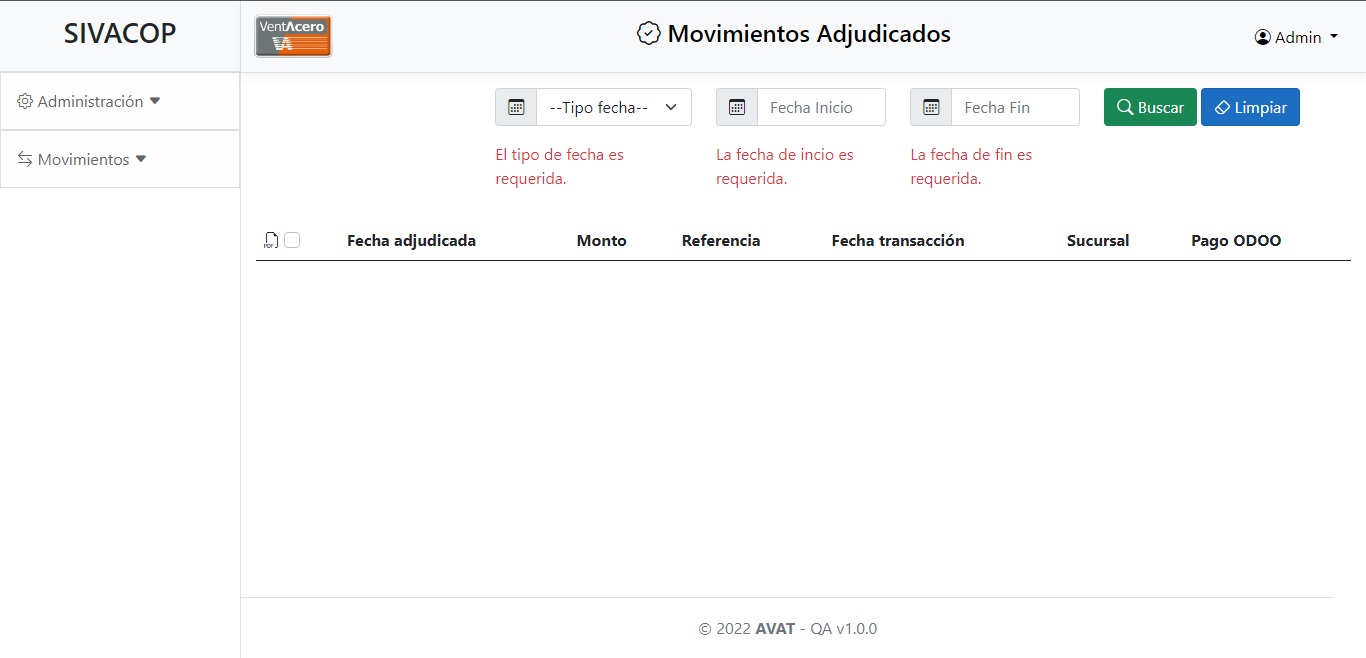 SIVACOP
VentAcero
VA
Movimientos Adjudicados
Admin
Administración
Movimientos
--Tipo fecha--
Fecha Inicio
Fecha Fin
Buscar
Limpiar
El tipo de fecha es
requerida.
La fecha de incio es
requerida.
La fecha de fin es
requerida.
PDF
Fecha adjudicada
Monto
Referencia
Fecha transacción
Sucursal
Pago ODOO
© 2022 AVAT - QA v1.0.0